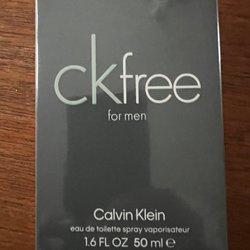 ckfree
for men
Calvin Klein
eau de toilette spray vaporisateur
1.6 FL OZ 50 ml ℮